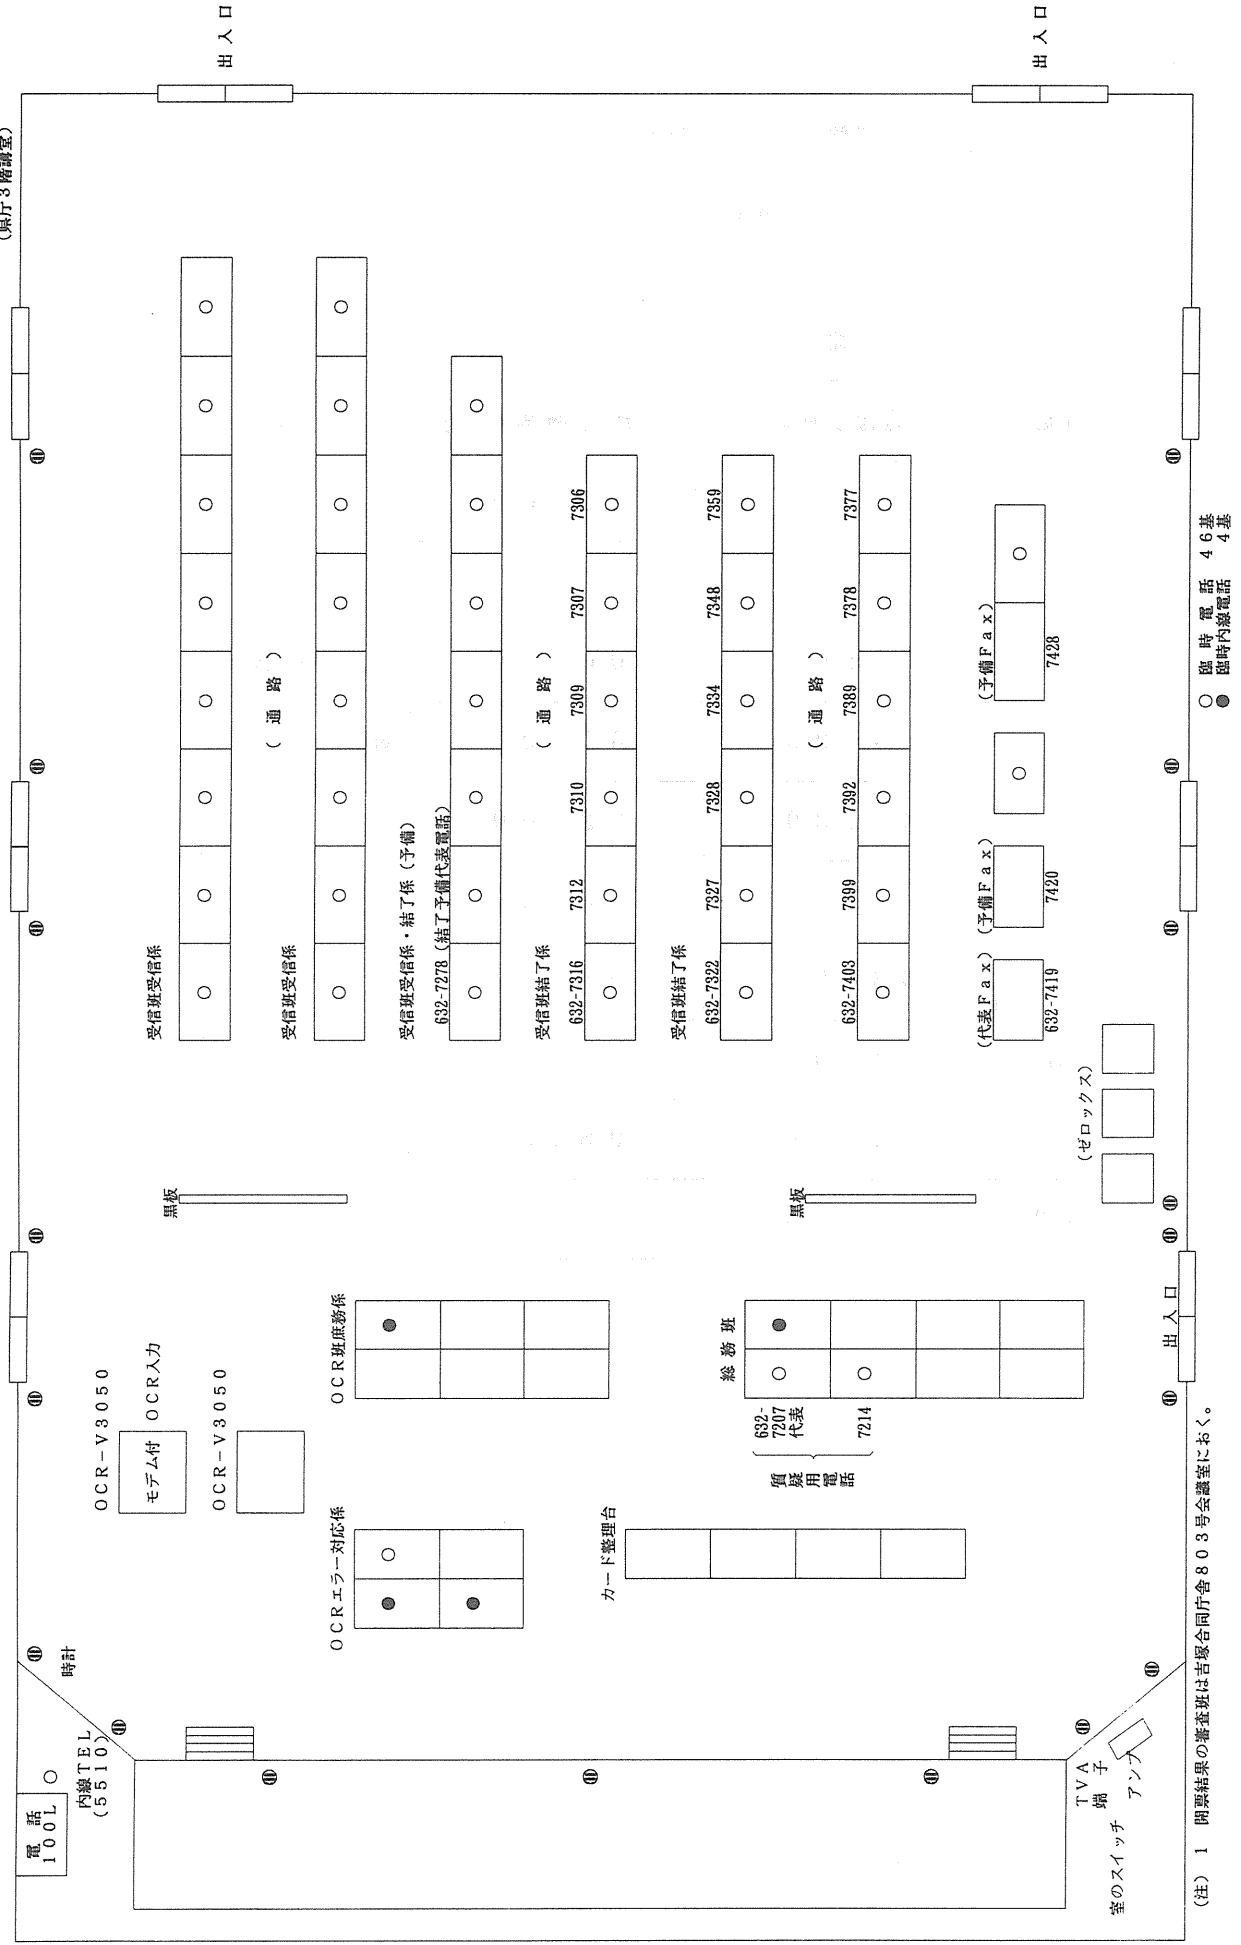 (県庁3階講堂)
出入口
出入口
受信班受信係
(通路)
受信班受信係
受信班受信係・結了係(予備)
632-7278(結了予備代表電話)
(通路)
受信班結了係
632-7316 7312 7310 7309 7307 7306
受信班結了係
632-7322 7327 7328 7334 7348 7359
(通路)
632-7403 7399 7392 7389 7378 7377
(代表Fax) (予備Fax) (予備Fax)
632-7419 7420 7428
(ゼロックス)
黒板
黒板
OCR-V3050
モデム付 OCR入力
OCR-V3050
OCR班庶務係
OCRエラー対応係
総務班
632-
7207
代表
7214
質疑用電話
カード整理台
出入口
時計
電話
100L
内線TEL
(5510)
TVA
端子
アンプ
室のスイッチ
○ 臨時電話 46基
● 臨時内線電話 4基
(注) 1 開票結果の審査班は吉塚合同庁舎803号会議室におく。